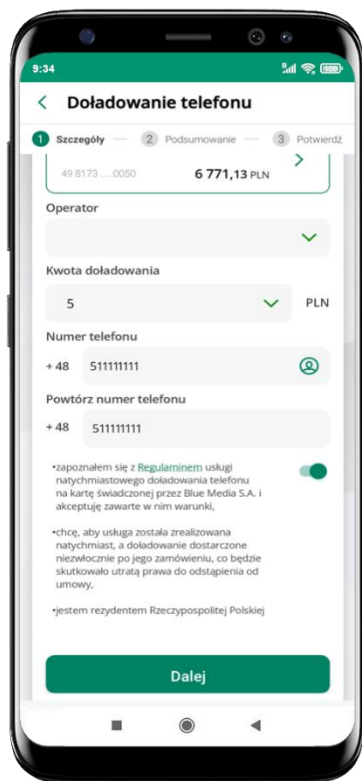 9:34
Doładowanie telefonu
1 Szczegóły 2 Podsumowanie 3 Potwierdź
49 8173 ... 0050 6 771,13 PLN
Operator
Kwota doładowania
5 PLN
Numer telefonu
+ 48 511111111
Powtórz numer telefonu
+ 48 511111111
•zapoznałem się z Regulaminem usługi
natychmiastowego doładowania telefonu
na kartę świadczonej przez Blue Media S.A. i
akceptuję zawarte w nim warunki,
•chcę, aby usługa została zrealizowana
natychmiast, a doładowanie dostarczone
niezwłocznie po jego zamówieniu, co będzie
skutkowało utratą prawa do odstąpienia od
umowy,
•jestem rezydentem Rzeczypospolitej Polskiej
Dalej